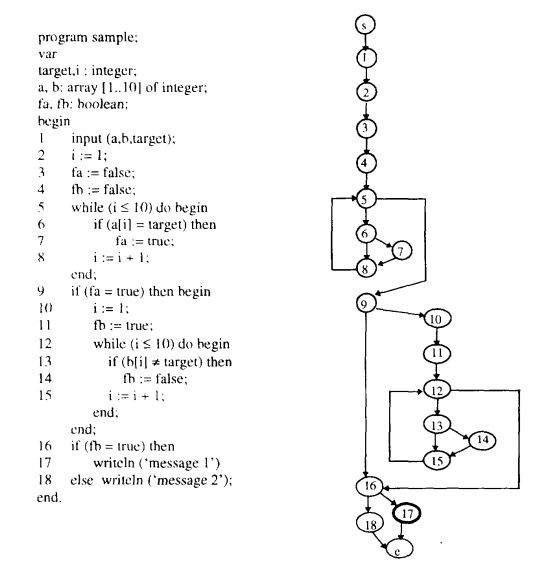 program sample;
var
target,i : integer;
a, b: array [1..10] of integer;
fa, fb: boolean;
begin
1 input (a,b,target);
2 i := 1;
3 fa := false;
4 fb := false;
5 while (i ≤ 10) do begin
6 if (a[i] = target) then
7 fa := true;
8 i := i + 1;
end;
9 if (fa = true) then begin
10 i := 1;
11 fb := true;
12 while (i ≤ 10) do begin
13 if (b[i] ≠ target) then
14 fb := false;
15 i := i + 1;
end;
end;
16 if (fb = true) then
17 writeln ('message 1')
18 else writeln ('message 2');
end.
s
1
2
3
4
5
6
7
8
9
10
11
12
13
14
15
16
17
18
e